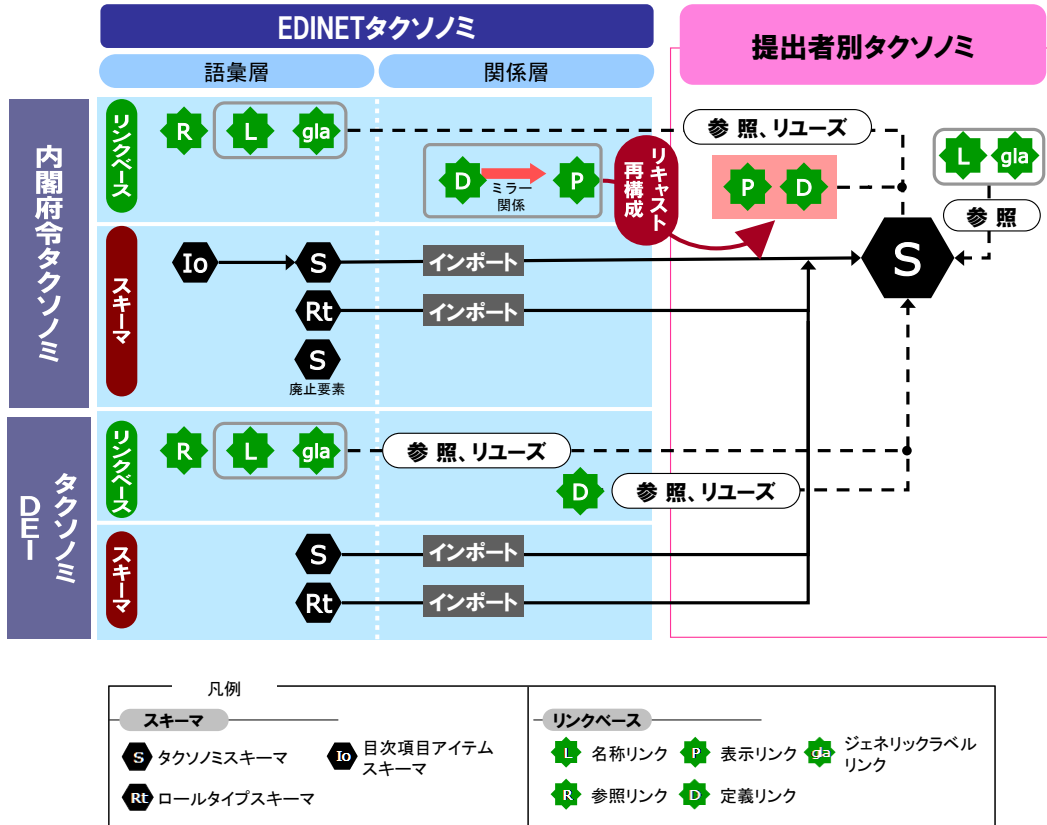 EDINETタクソノミ
提出者別タクソノミ
語彙層
関係層
内閣府令タクソノミ
リンクベース
R
L
gla
参照、リユーズ
L
gla
D
ミラー
関係
P
リキャスト
再構成
P
D
参照
スキーマ
Io
S
インポート
S
Rt
インポート
S
廃止要素
DEI
タクソノミ
リンクベース
R
L
gla
参照、リユーズ
D
参照、リユーズ
スキーマ
S
インポート
Rt
インポート
凡例
スキーマ
S タクソノミスキーマ
Io 目次項目アイテム
スキーマ
Rt ロールタイプスキーマ
リンクベース
L 名称リンク
P 表示リンク
gla ジェネリックラベル
リンク
R 参照リンク
D 定義リンク